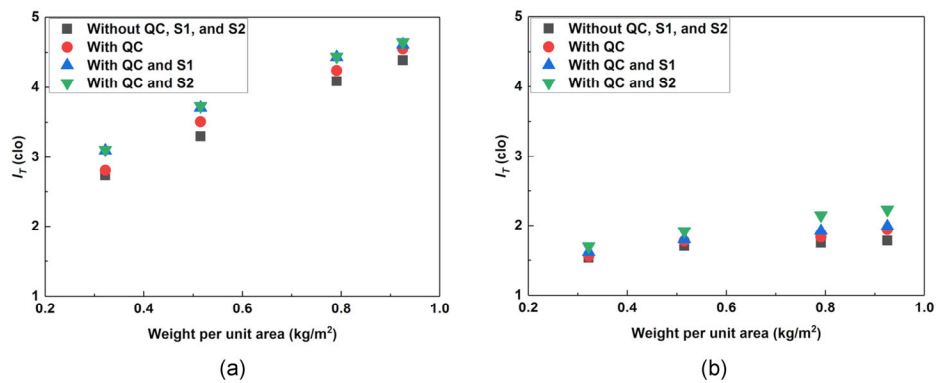 Without QC, S1, and S2
With QC
With QC and S1
With QC and S2
5
4
3
2
1
I_T (clo)
0.2 0.4 0.6 0.8 1.0
Weight per unit area (kg/m²)
(a)
Without QC, S1, and S2
With QC
With QC and S1
With QC and S2
5
4
3
2
1
I_T (clo)
0.2 0.4 0.6 0.8 1.0
Weight per unit area (kg/m²)
(b)